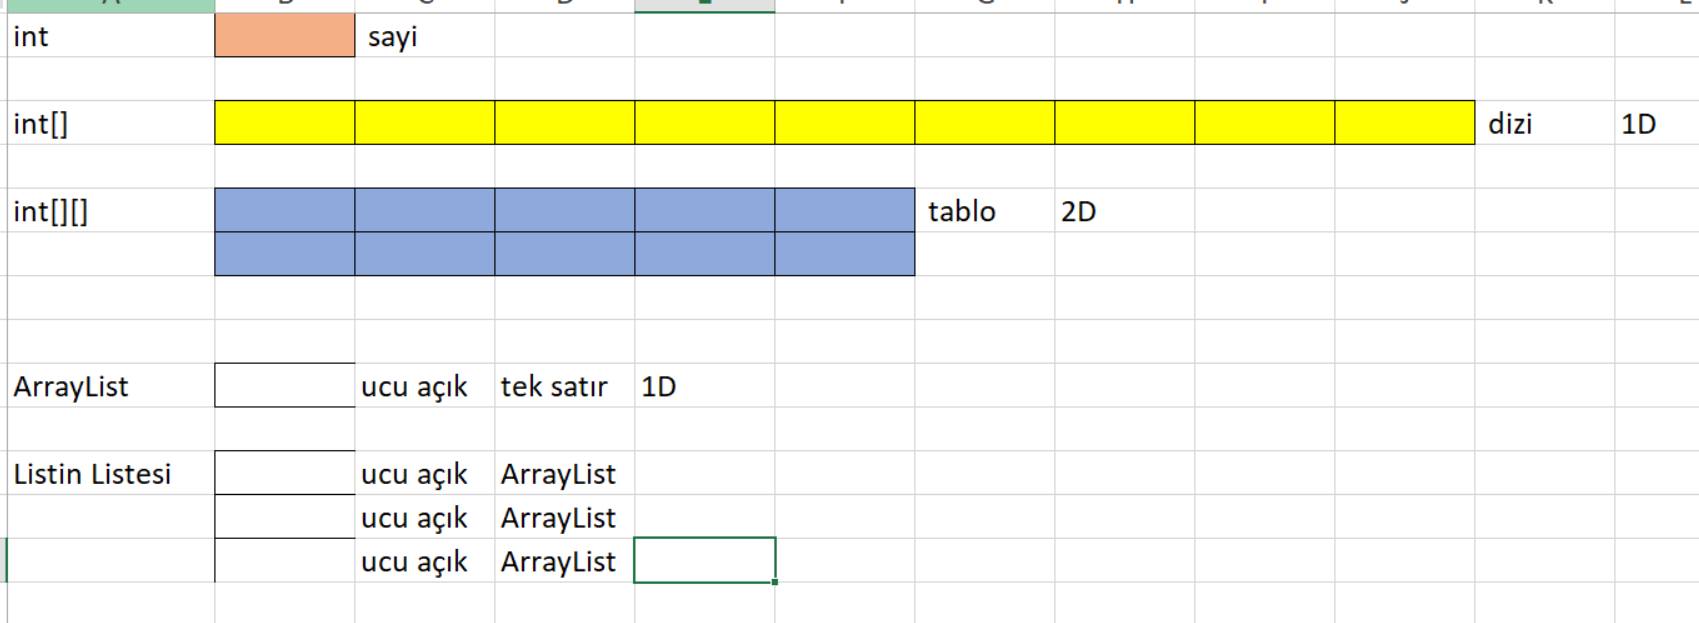 int sayi
int[] dizi 1D
int[][] tablo 2D
ArrayList ucu açık tek satır 1D
Listin Listesi ucu açık ArrayList
ucu açık ArrayList
ucu açık ArrayList